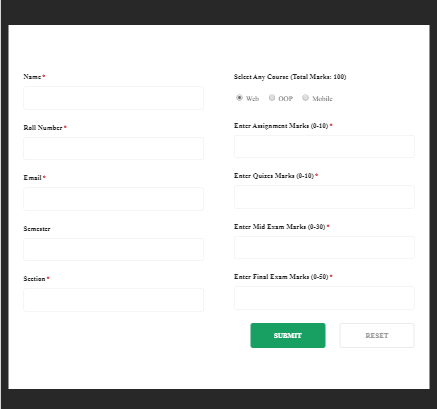 Name *
Roll Number *
Email *
Semester
Section *
Select Any Course (Total Marks: 100)
Web OOP Mobile
Enter Assignment Marks (0-10) *
Enter Quizes Marks (0-10) *
Enter Mid Exam Marks (0-30) *
Enter Final Exam Marks (0-50) *
SUBMIT RESET